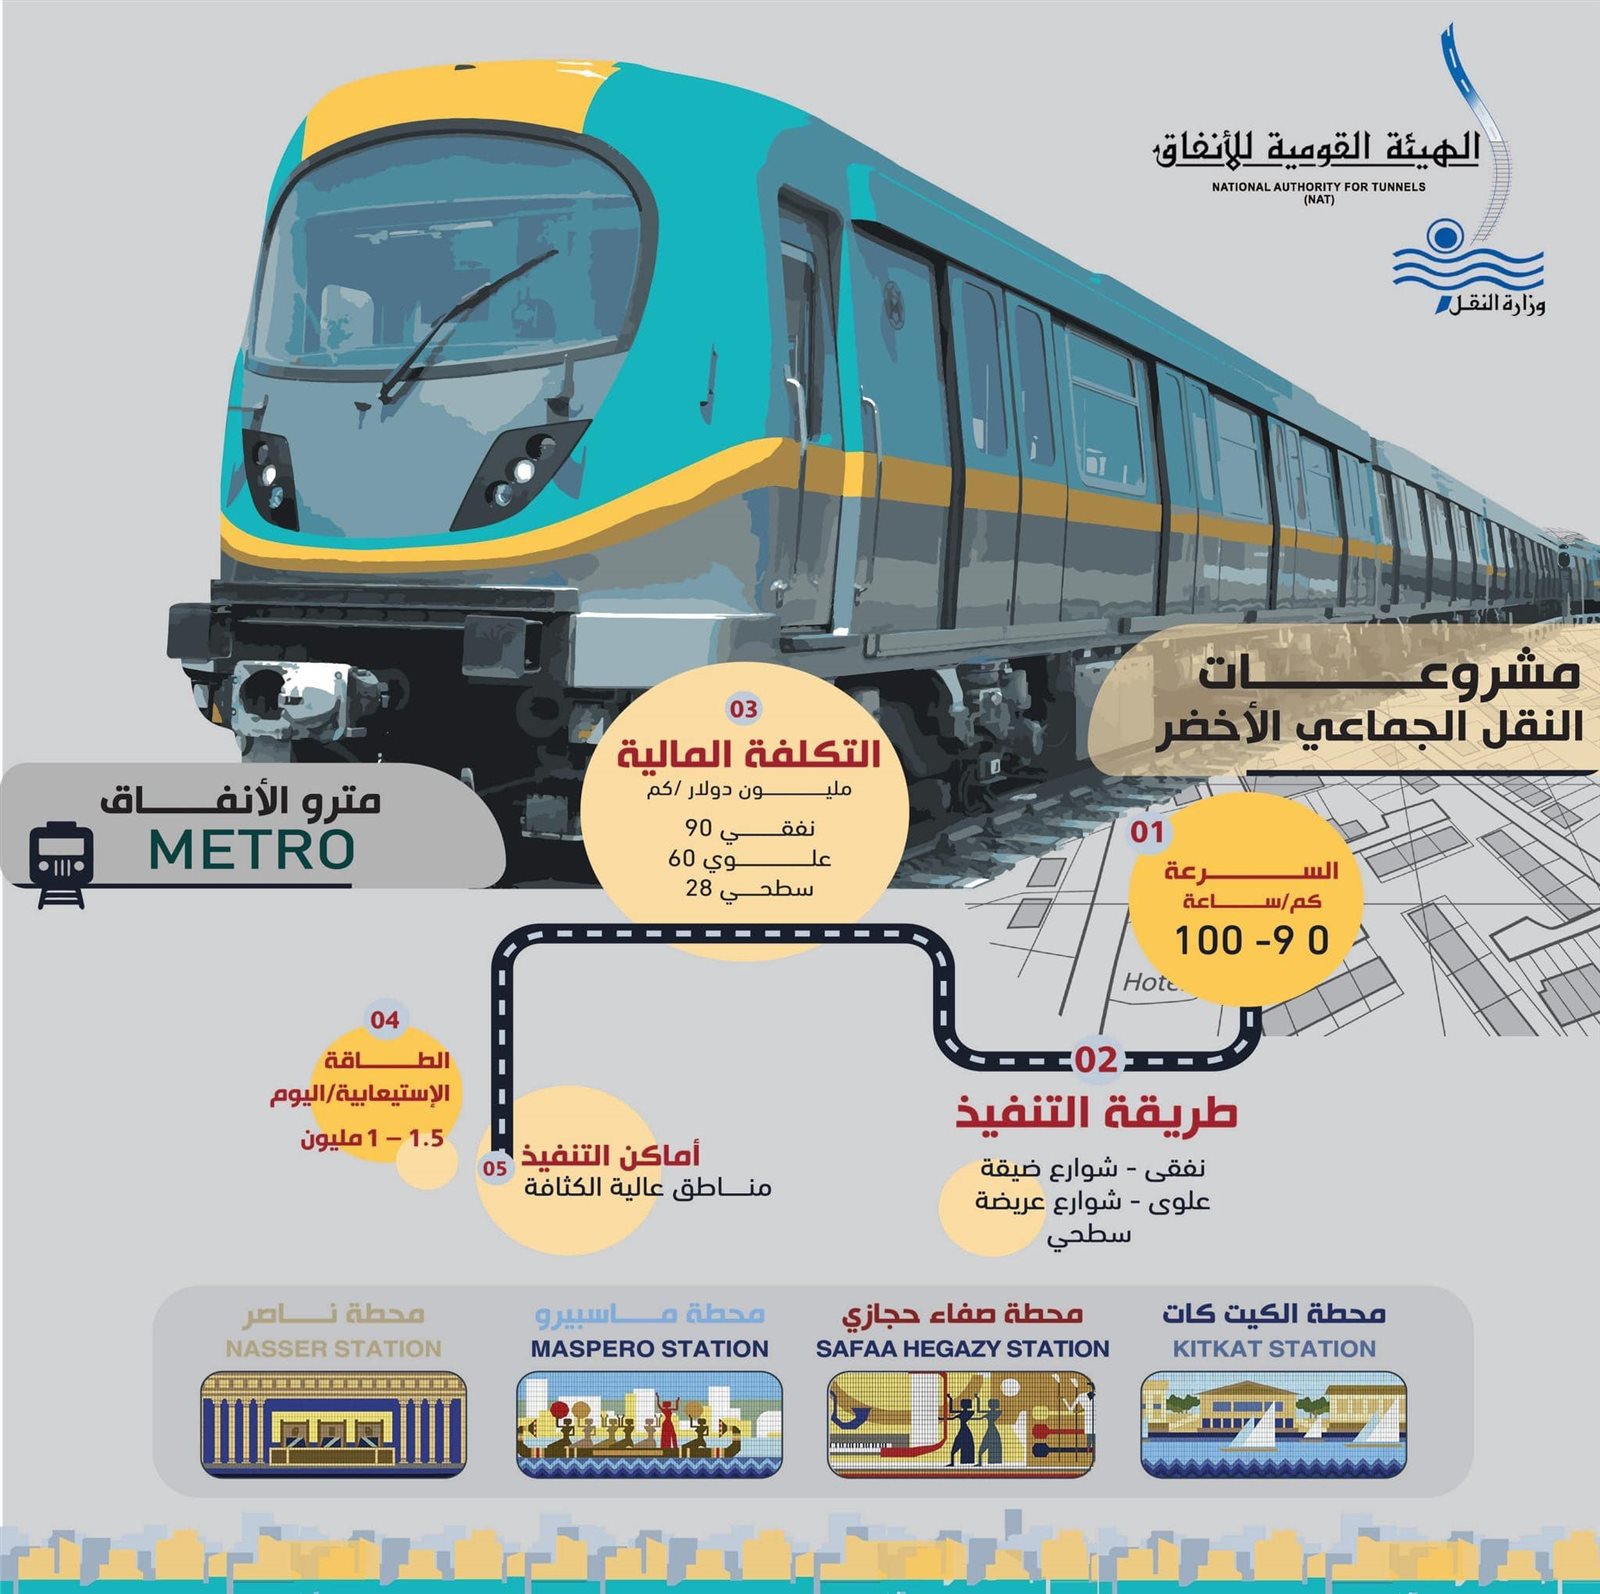 الهيئة القومية للأنفاق
NATIONAL AUTHORITY FOR TUNNELS
(NAT)
وزارة النقل
مشروعات
النقل الجماعي الأخضر
مترو الأنفاق
METRO
01
السرعة
كم/ساعة
100 -9 0
02
طريقة التنفيذ
نفقى - شوارع ضيقة
علوى - شوارع عريضة
سطحي
03
التكلفة المالية
مليون دولار /كم
نفقي 90
علوي 60
سطحي 28
04
الطاقة
الإستيعابية/اليوم
1.5 – 1 مليون
05
أماكن التنفيذ
مناطق عالية الكثافة
Hote
محطة الكيت كات
KITKAT STATION
محطة صفاء حجازي
SAFAA HEGAZY STATION
محطة ماسبيرو
MASPERO STATION
محطة ناصر
NASSER STATION